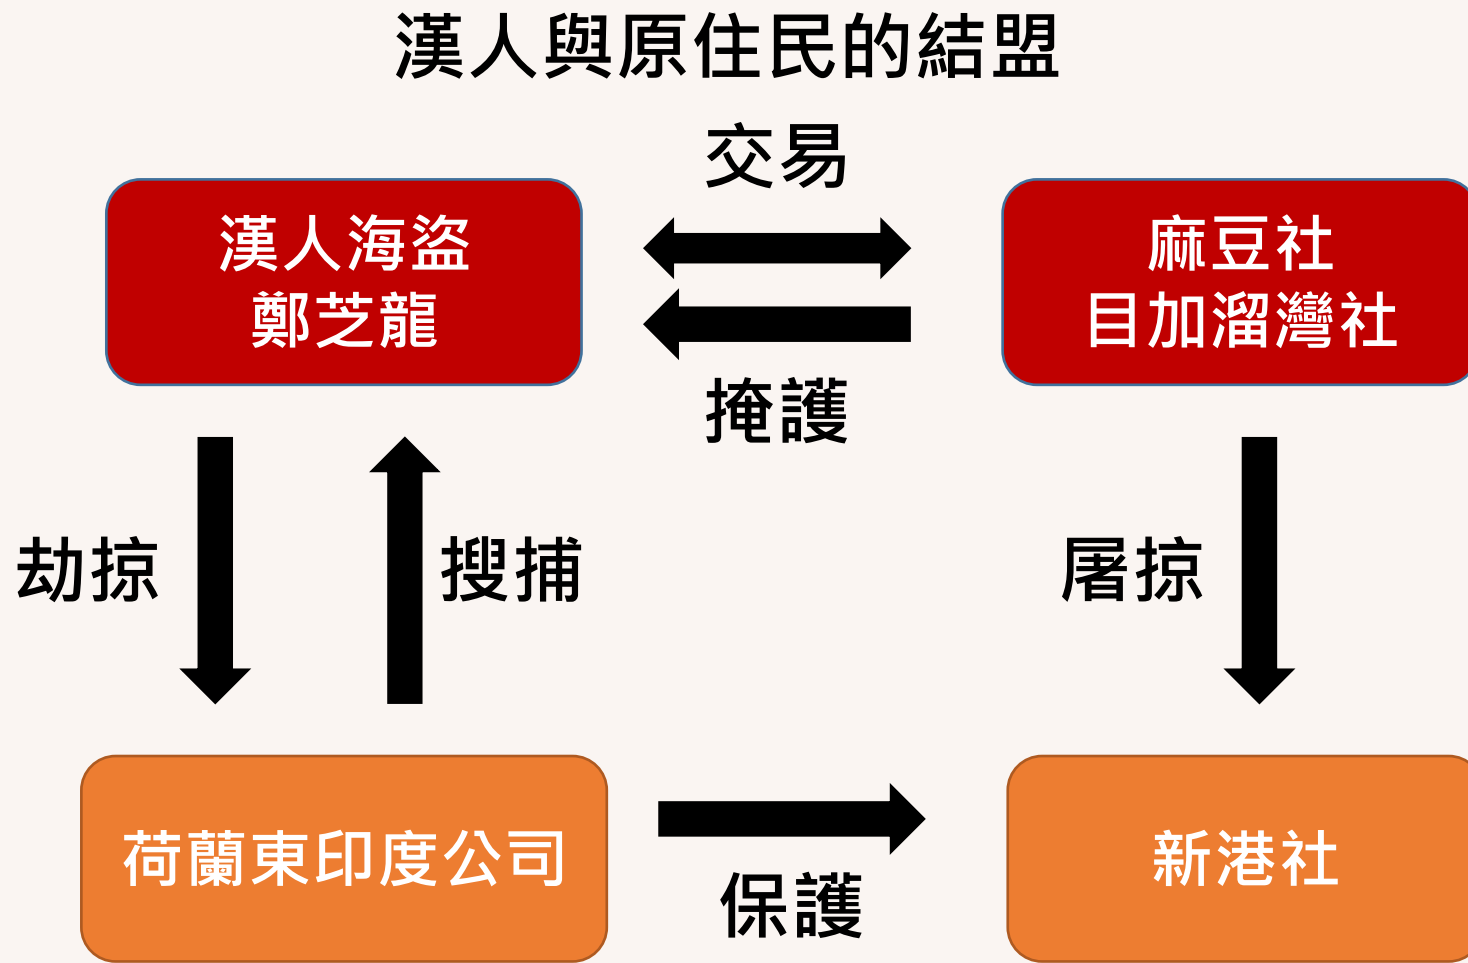 漢人與原住民的結盟
交易
漢人海盜
鄭芝龍
麻豆社
目加溜灣社
掩護
劫掠
搜捕
屠掠
荷蘭東印度公司
新港社
保護